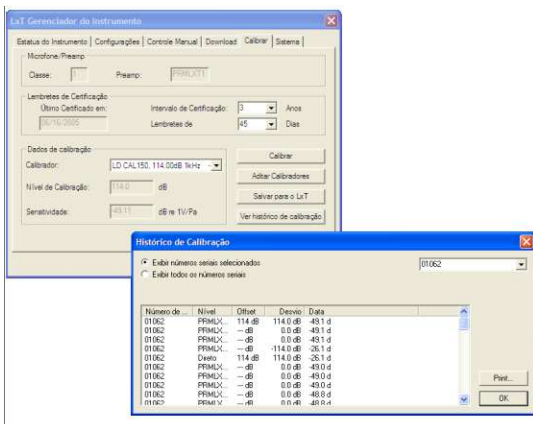 LxT Gerenciador do Instrumento
Estatus do Instrumento | Configurações | Controle Manual | Download | Calibrar | Sistema
Microfone/Preamp
Classe: 1 Preamp: PRMLXT1
Lembretes de Certificação
Último Certificado em: Intervalo de Certificação: 3 Anos
06/16/2005 Lembretes de 45 Dias
Dados de calibração
Calibrador: LD CAL150, 114.00dB 1kHz
Nível de Calibração: 114.0 dB
Sensitividade: -49.11 dB re 1V/Pa
Calibrar
Aditar Calibradores
Salvar para o LxT
Ver histórico de calibração
Histórico de Calibração
Exibir números seriais selecionados 01062
Exibir todos os números seriais
Número de ... Nível Offset Desvio Data
01062 PRMLX... 114 dB 114.0 dB -49.1 d
01062 PRMLX... -- dB 0.0 dB -49.1 d
01062 PRMLX... -- dB 0.0 dB -49.1 d
01062 PRMLX... -- dB -114.0 dB -26.1 d
01062 Direto 114 dB 114.0 dB -26.1 d
01062 PRMLX... -- dB 0.0 dB -49.0 d
01062 PRMLX... -- dB 0.0 dB -49.0 d
01062 PRMLX... -- dB 0.0 dB -49.0 d
01062 PRMLX... -- dB 0.0 dB -48.8 d
01062 PRMLX... -- dB 0.0 dB -48.8 d
Print...
OK